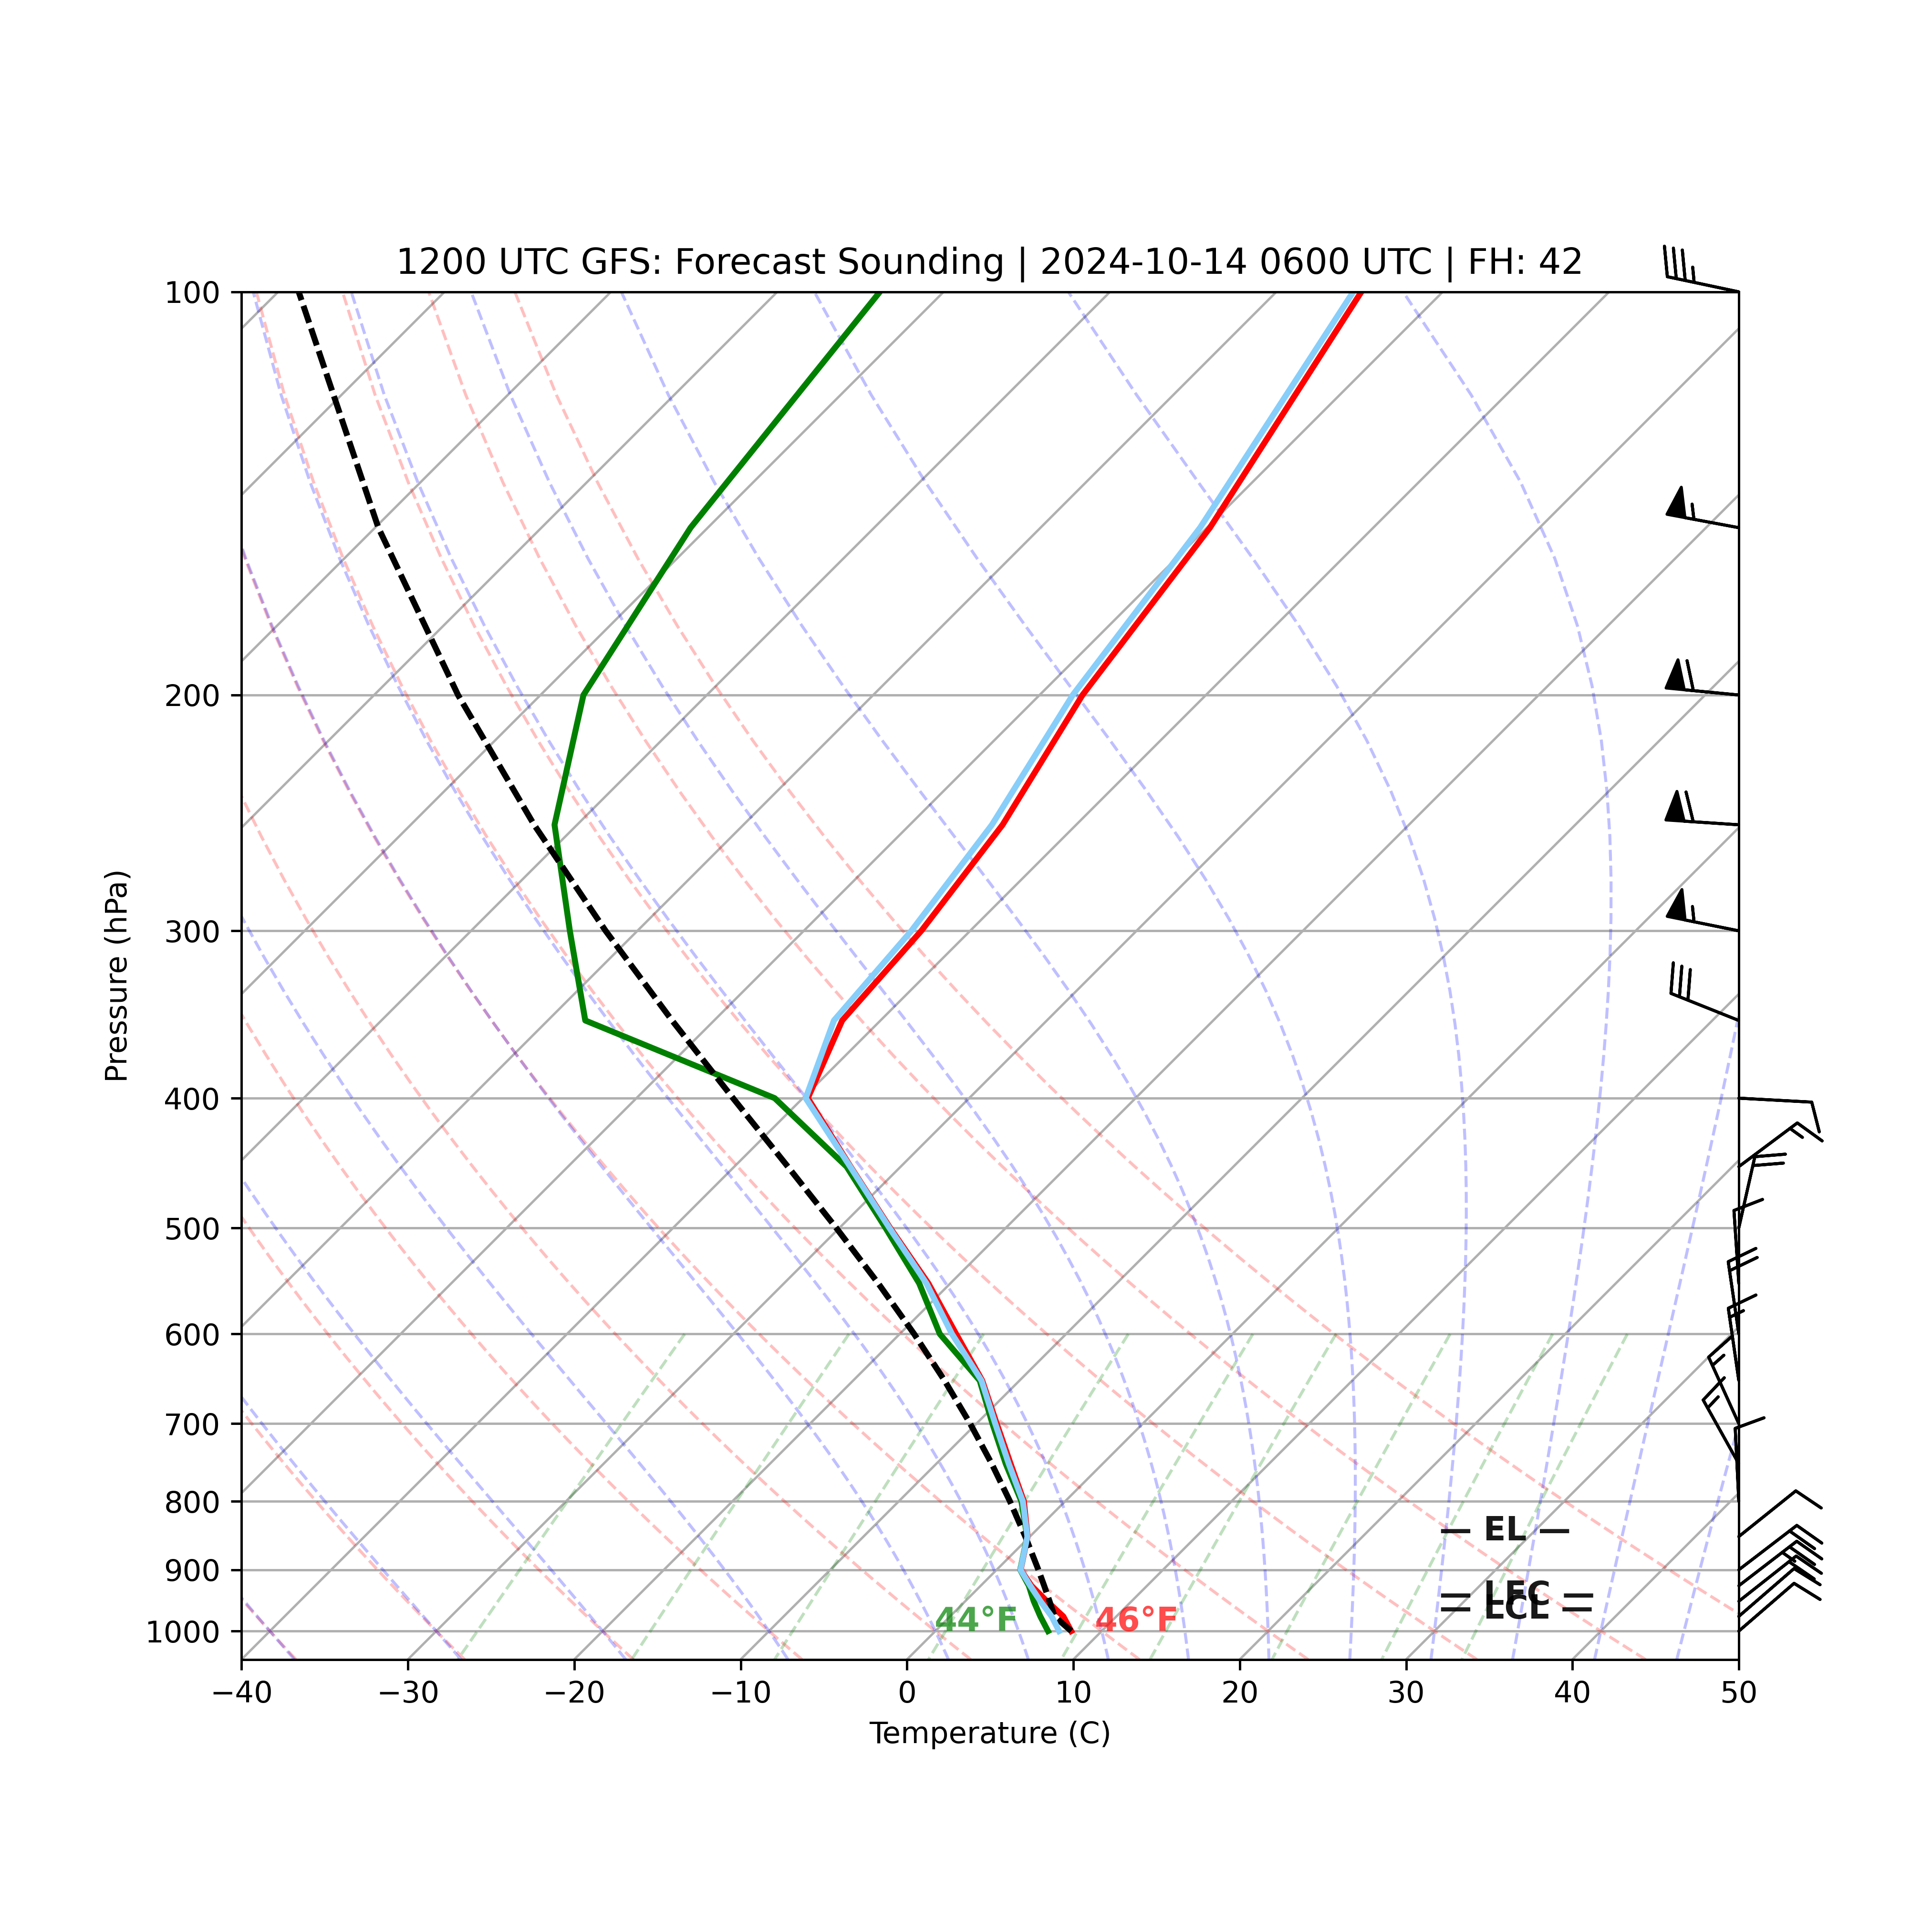 1200 UTC GFS: Forecast Sounding | 2024-10-14 0600 UTC | FH: 42
100
200
300
400
500
600
700
800
900
1000
Pressure (hPa)
— EL —
— LFC —
— LCL —
44°F
46°F
−40 −30 −20 −10 0 10 20 30 40 50
Temperature (C)